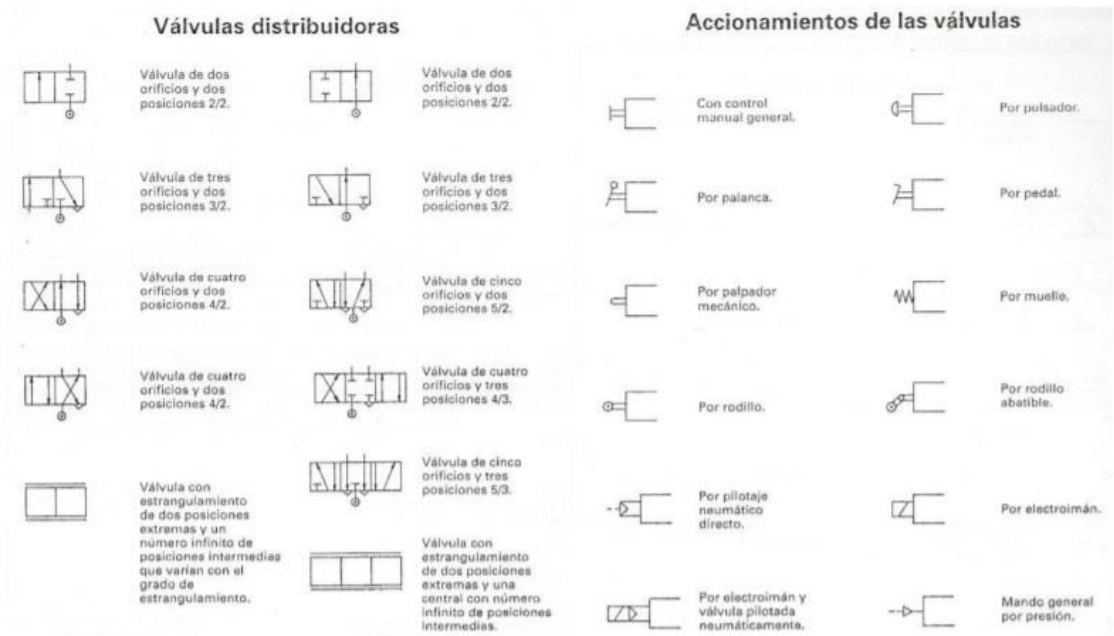 Válvulas distribuidoras
Válvula de dos
orificios y dos
posiciones 2/2.
Válvula de dos
orificios y dos
posiciones 2/2.
Válvula de tres
orificios y dos
posiciones 3/2.
Válvula de tres
orificios y dos
posiciones 3/2.
Válvula de cuatro
orificios y dos
posiciones 4/2.
Válvula de cinco
orificios y dos
posiciones 5/2.
Válvula de cuatro
orificios y dos
posiciones 4/2.
Válvula de cuatro
orificios y tres
posiciones 4/3.
Válvula con
estrangulamiento
de dos posiciones
extremas y un
número infinito de
posiciones intermedias
que varían con el
grado de
estrangulamiento.
Válvula de cinco
orificios y tres
posiciones 5/3.
Válvula con
estrangulamiento
de dos posiciones
extremas y una
central con número
infinito de posiciones
intermedias.
Accionamientos de las válvulas
Con control
manual general.
Por pulsador.
Por palanca.
Por pedal.
Por palpador
mecánico.
Por muelle.
Por rodillo.
Por rodillo
abatible.
Por pilotaje
neumático
directo.
Por electroimán.
Por electroimán y
válvula pilotada
neumáticamente.
Mando general
por presión.